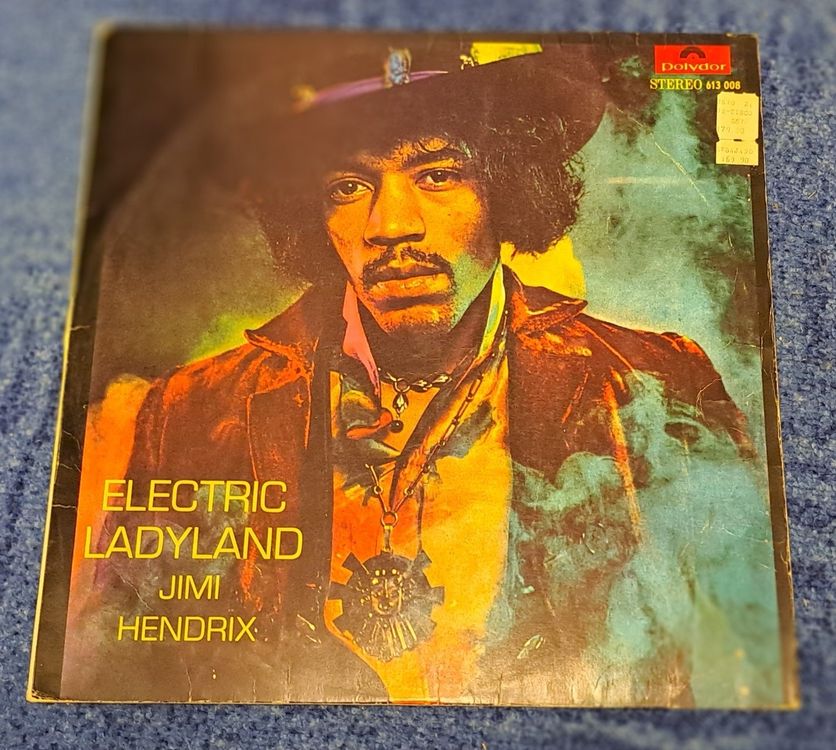 Polydor
STEREO 613 008
ELECTRIC
LADYLAND
JIMI
HENDRIX